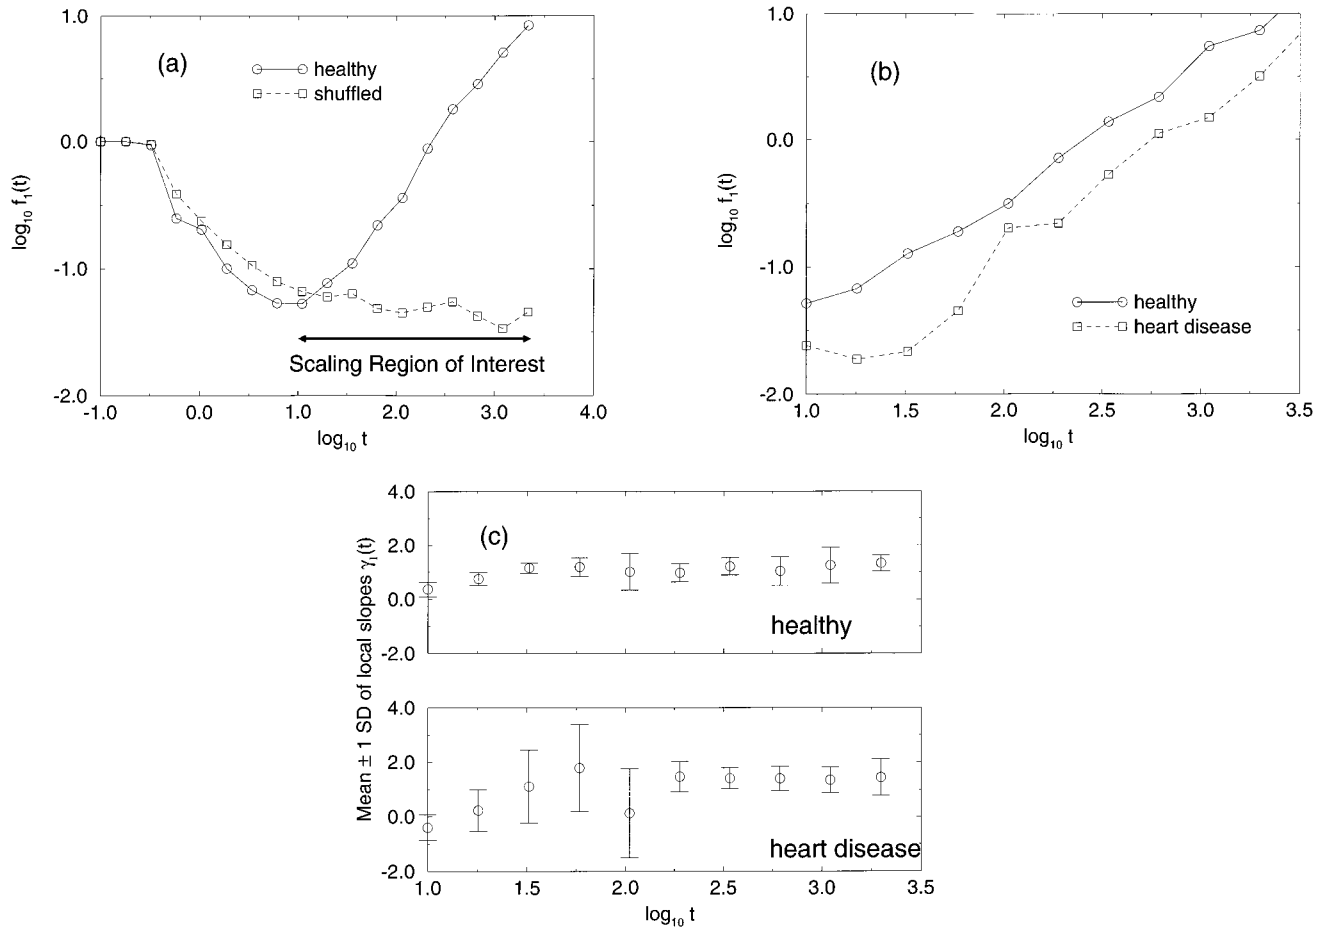 (a)
healthy
shuffled
Scaling Region of Interest
1.0
0.0
-1.0
-2.0
log₁₀ f₁(t)
-1.0 0.0 1.0 2.0 3.0 4.0
log₁₀ t
(b)
healthy
heart disease
1.0
0.0
-1.0
-2.0
log₁₀ f₁(t)
1.0 1.5 2.0 2.5 3.0 3.5
log₁₀ t
(c)
Mean ± 1 SD of local slopes γ₁(t)
4.0
2.0
0.0
-2.0
healthy
4.0
2.0
0.0
-2.0
heart disease
1.0 1.5 2.0 2.5 3.0 3.5
log₁₀ t